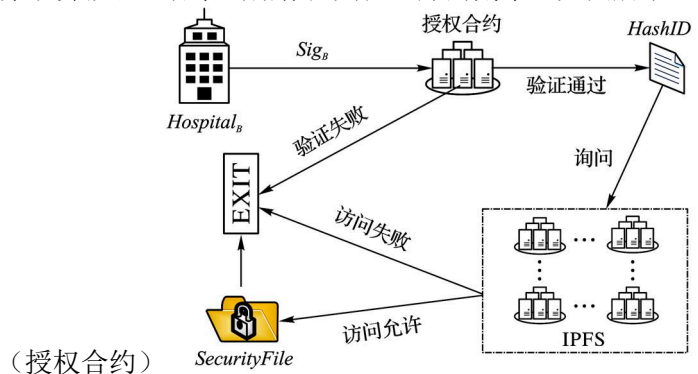 授权合约
HashID
Sig_B
验证通过
Hospital_B
验证失败
询问
EXIT
访问失败
访问允许
IPFS
（授权合约）
SecurityFile